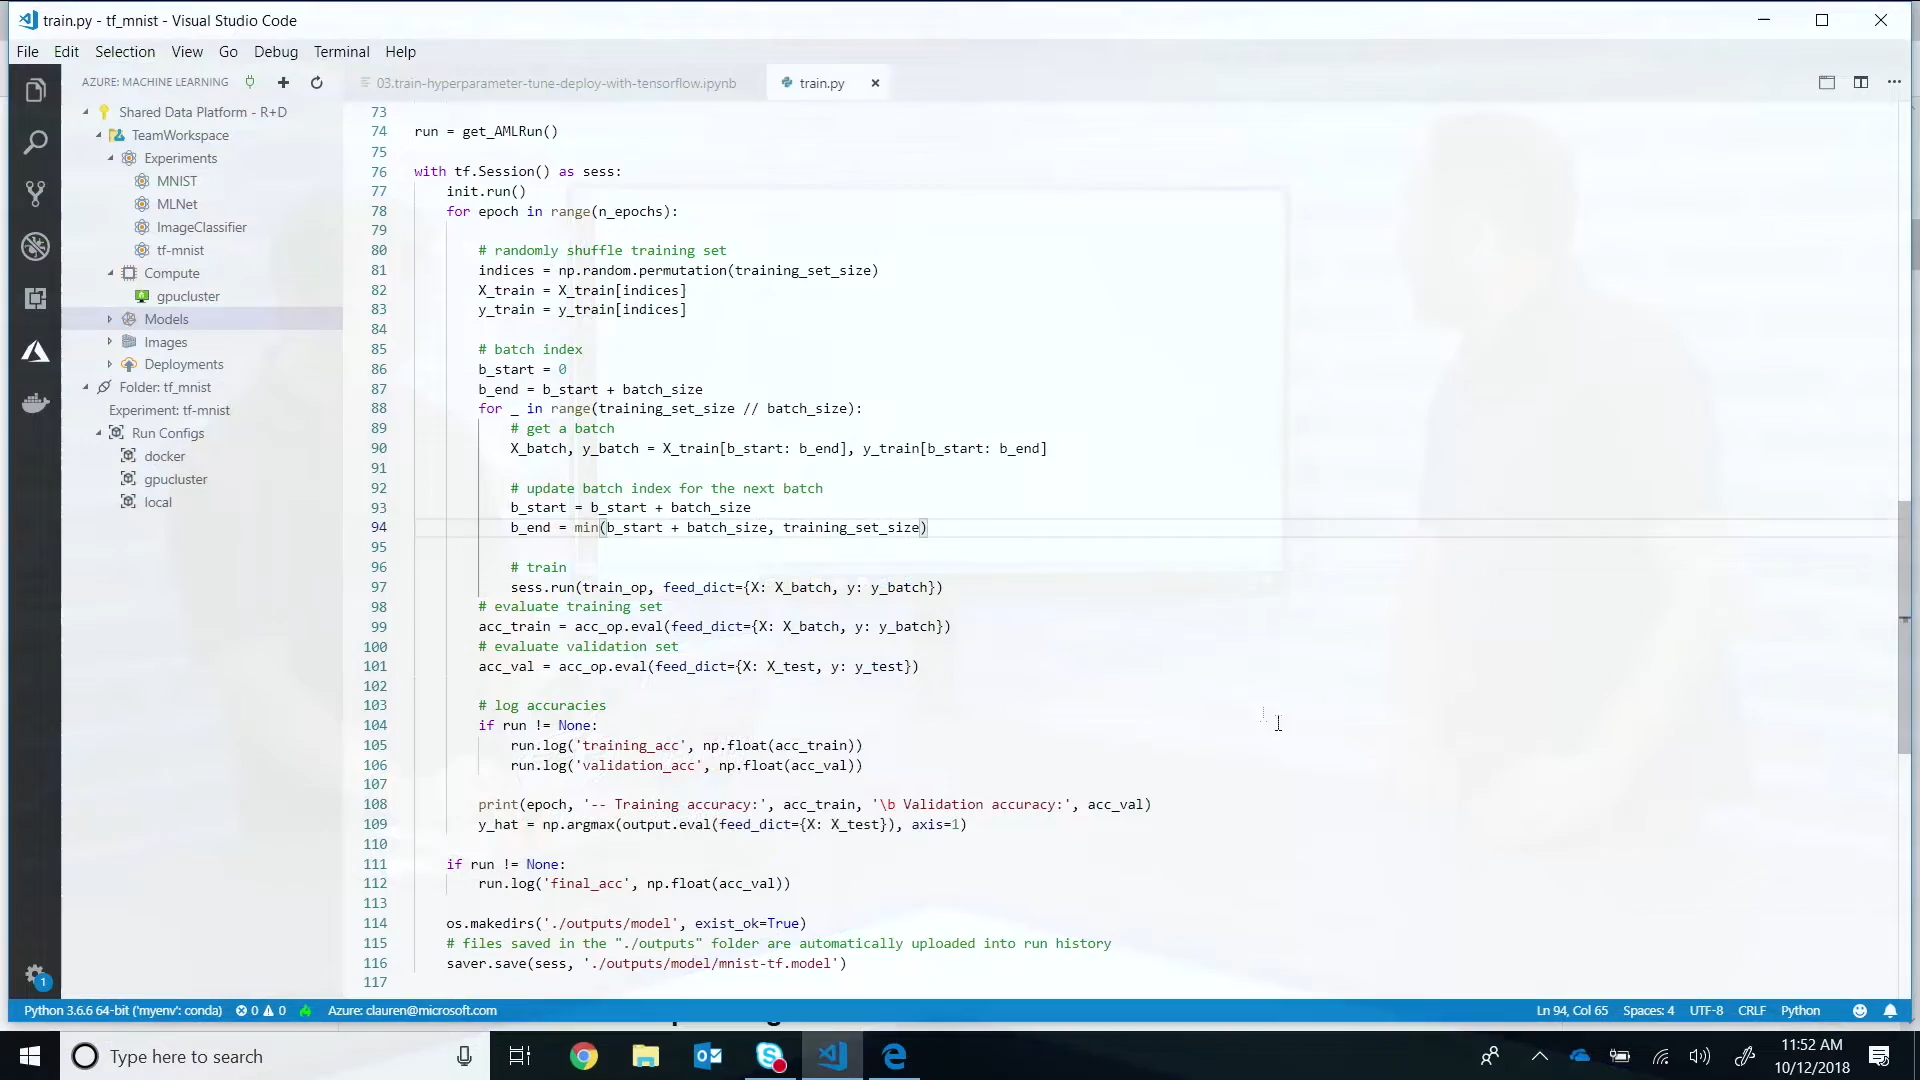 train.py - tf_mnist - Visual Studio Code
File Edit Selection View Go Debug Terminal Help
AZURE: MACHINE LEARNING
03.train-hyperparameter-tune-deploy-with-tensorflow.ipynb
train.py
Shared Data Platform - R+D
TeamWorkspace
Experiments
MNIST
MLNet
ImageClassifier
tf-mnist
Compute
gpucluster
Models
Images
Deployments
Folder: tf_mnist
Experiment: tf-mnist
Run Configs
docker
gpucluster
local
1
73
74 run = get_AMLRun()
75
76 with tf.Session() as sess:
77 init.run()
78 for epoch in range(n_epochs):
79
80 # randomly shuffle training set
81 indices = np.random.permutation(training_set_size)
82 X_train = X_train[indices]
83 y_train = y_train[indices]
84
85 # batch index
86 b_start = 0
87 b_end = b_start + batch_size
88 for _ in range(training_set_size // batch_size):
89 # get a batch
90 X_batch, y_batch = X_train[b_start: b_end], y_train[b_start: b_end]
91
92 # update batch index for the next batch
93 b_start = b_start + batch_size
94 b_end = min(b_start + batch_size, training_set_size)
95
96 # train
97 sess.run(train_op, feed_dict={X: X_batch, y: y_batch})
98 # evaluate training set
99 acc_train = acc_op.eval(feed_dict={X: X_batch, y: y_batch})
100 # evaluate validation set
101 acc_val = acc_op.eval(feed_dict={X: X_test, y: y_test})
102
103 # log accuracies
104 if run != None:
105 run.log('training_acc', np.float(acc_train))
106 run.log('validation_acc', np.float(acc_val))
107
108 print(epoch, '-- Training accuracy:', acc_train, '\b Validation accuracy:', acc_val)
109 y_hat = np.argmax(output.eval(feed_dict={X: X_test}), axis=1)
110
111 if run != None:
112 run.log('final_acc', np.float(acc_val))
113
114 os.makedirs('./outputs/model', exist_ok=True)
115 # files saved in the "./outputs" folder are automatically uploaded into run history
116 saver.save(sess, './outputs/model/mnist-tf.model')
117
Python 3.6.6 64-bit ('myenv': conda) 0 0 Azure: clauren@microsoft.com Ln 94, Col 65 Spaces: 4 UTF-8 CRLF Python
Type here to search
11:52 AM
10/12/2018